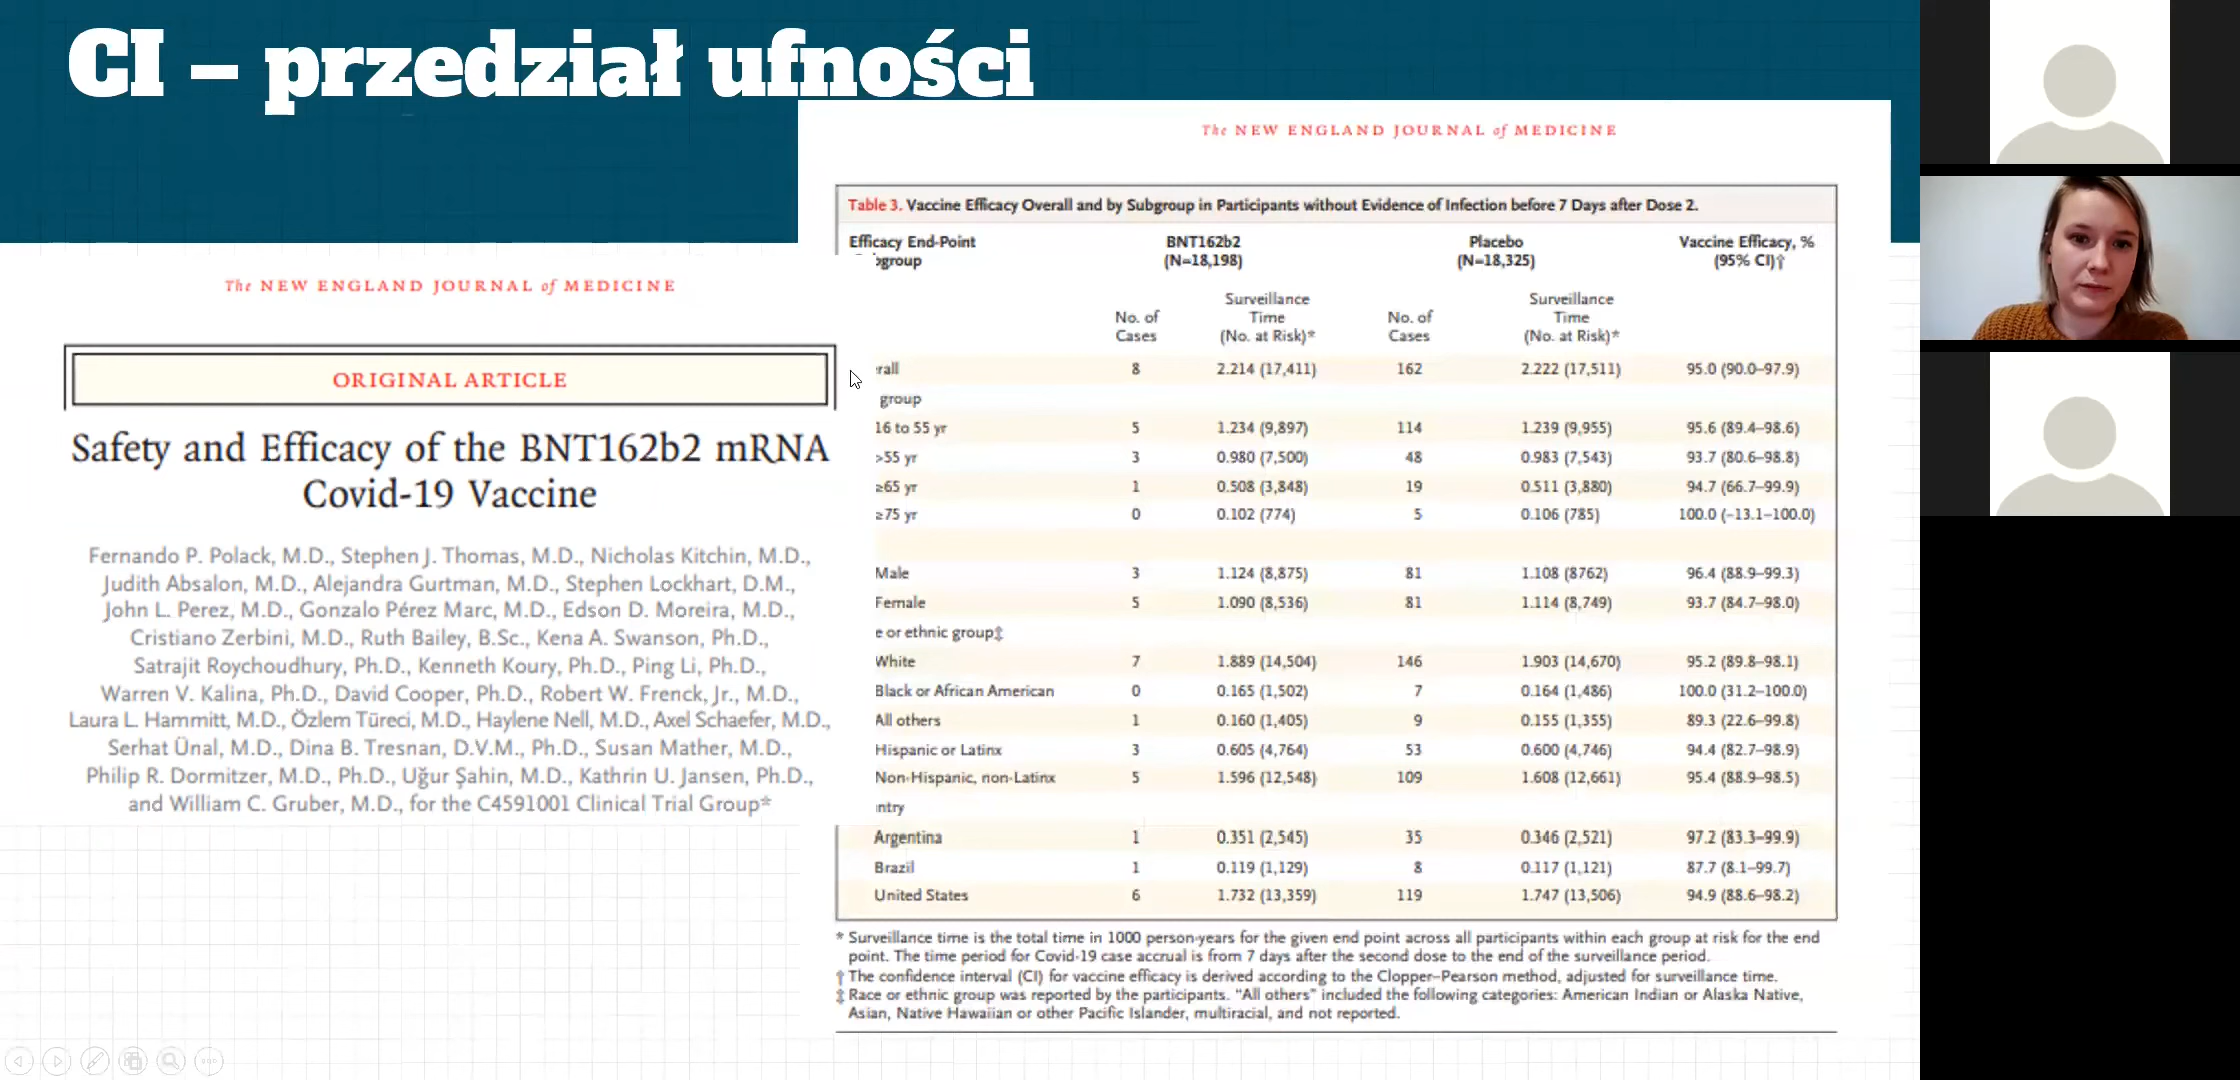 CI – przedział ufności
The NEW ENGLAND JOURNAL of MEDICINE
ORIGINAL ARTICLE
Safety and Efficacy of the BNT162b2 mRNA
Covid-19 Vaccine
Fernando P. Polack, M.D., Stephen J. Thomas, M.D., Nicholas Kitchin, M.D.,
Judith Absalon, M.D., Alejandra Gurtman, M.D., Stephen Lockhart, D.M.,
John L. Perez, M.D., Gonzalo Pérez Marc, M.D., Edson D. Moreira, M.D.,
Cristiano Zerbini, M.D., Ruth Bailey, B.Sc., Kena A. Swanson, Ph.D.,
Satrajit Roychoudhury, Ph.D., Kenneth Koury, Ph.D., Ping Li, Ph.D.,
Warren V. Kalina, Ph.D., David Cooper, Ph.D., Robert W. Frenck, Jr., M.D.,
Laura L. Hammitt, M.D., Özlem Türeci, M.D., Haylene Nell, M.D., Axel Schaefer, M.D.,
Serhat Ünal, M.D., Dina B. Tresnan, D.V.M., Ph.D., Susan Mather, M.D.,
Philip R. Dormitzer, M.D., Ph.D., Uğur Şahin, M.D., Kathrin U. Jansen, Ph.D.,
and William C. Gruber, M.D., for the C4591001 Clinical Trial Group*
The NEW ENGLAND JOURNAL of MEDICINE
Table 3. Vaccine Efficacy Overall and by Subgroup in Participants without Evidence of Infection before 7 Days after Dose 2.
Efficacy End-Point BNT162b2 Placebo Vaccine Efficacy, %
bgroup (N=18,198) (N=18,325) (95% CI)†
Surveillance Surveillance
No. of Time No. of Time
Cases (No. at Risk)* Cases (No. at Risk)*
rall 8 2.214 (17,411) 162 2.222 (17,511) 95.0 (90.0–97.9)
group
16 to 55 yr 5 1.234 (9,897) 114 1.239 (9,955) 95.6 (89.4–98.6)
>55 yr 3 0.980 (7,500) 48 0.983 (7,543) 93.7 (80.6–98.8)
≥65 yr 1 0.508 (3,848) 19 0.511 (3,880) 94.7 (66.7–99.9)
≥75 yr 0 0.102 (774) 5 0.106 (785) 100.0 (−13.1–100.0)
Male 3 1.124 (8,875) 81 1.108 (8762) 96.4 (88.9–99.3)
Female 5 1.090 (8,536) 81 1.114 (8,749) 93.7 (84.7–98.0)
e or ethnic group‡
White 7 1.889 (14,504) 146 1.903 (14,670) 95.2 (89.8–98.1)
Black or African American 0 0.165 (1,502) 7 0.164 (1,486) 100.0 (31.2–100.0)
All others 1 0.160 (1,405) 9 0.155 (1,355) 89.3 (22.6–99.8)
Hispanic or Latinx 3 0.605 (4,764) 53 0.600 (4,746) 94.4 (82.7–98.9)
Non-Hispanic, non-Latinx 5 1.596 (12,548) 109 1.608 (12,661) 95.4 (88.9–98.5)
ntry
Argentina 1 0.351 (2,545) 35 0.346 (2,521) 97.2 (83.3–99.9)
Brazil 1 0.119 (1,129) 8 0.117 (1,121) 87.7 (8.1–99.7)
United States 6 1.732 (13,359) 119 1.747 (13,506) 94.9 (88.6–98.2)
* Surveillance time is the total time in 1000 person-years for the given end point across all participants within each group at risk for the end
point. The time period for Covid-19 case accrual is from 7 days after the second dose to the end of the surveillance period.
† The confidence interval (CI) for vaccine efficacy is derived according to the Clopper–Pearson method, adjusted for surveillance time.
‡ Race or ethnic group was reported by the participants. “All others” included the following categories: American Indian or Alaska Native,
Asian, Native Hawaiian or other Pacific Islander, multiracial, and not reported.